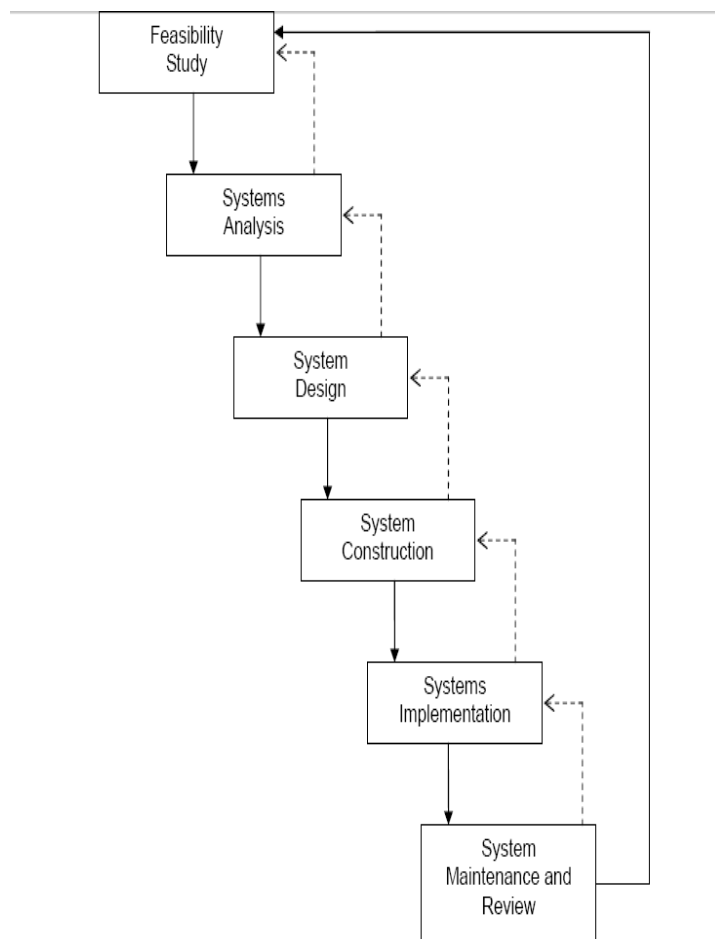 Feasibility
Study
Systems
Analysis
System
Design
System
Construction
Systems
Implementation
System
Maintenance and
Review